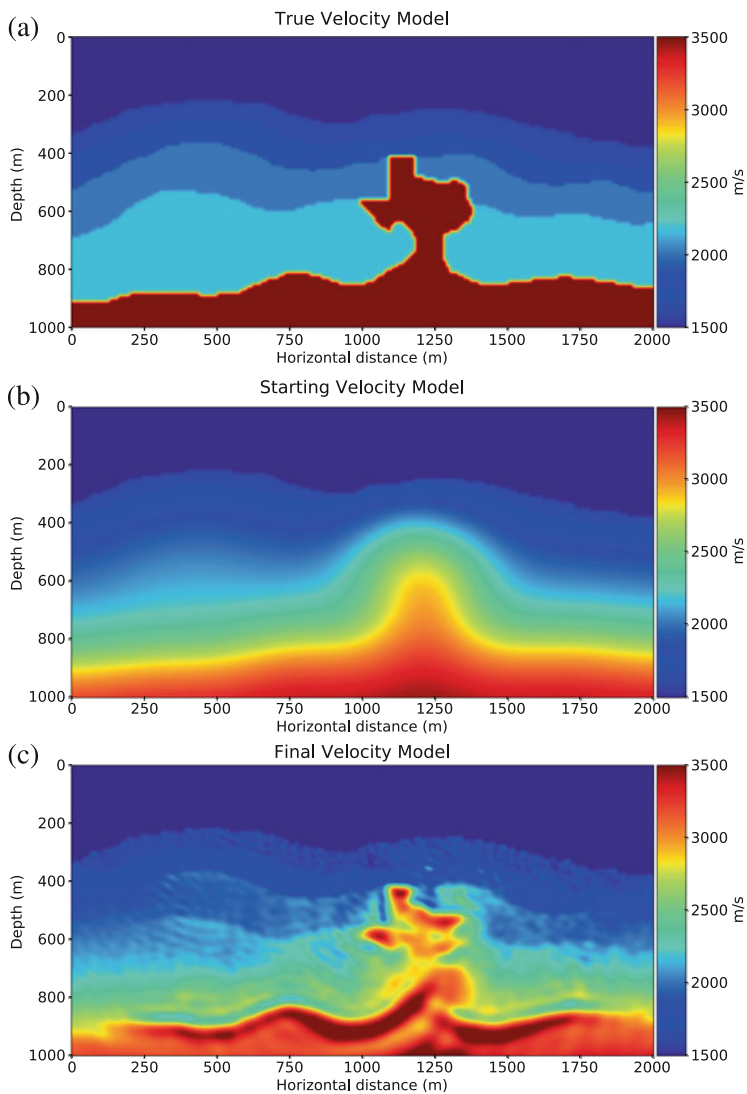 (a)
True Velocity Model
0
200
400
600
800
1000
Depth (m)
0 250 500 750 1000 1250 1500 1750 2000
Horizontal distance (m)
3500
3000
2500
2000
1500
m/s
(b)
Starting Velocity Model
0
200
400
600
800
1000
Depth (m)
0 250 500 750 1000 1250 1500 1750 2000
Horizontal distance (m)
3500
3000
2500
2000
1500
m/s
(c)
Final Velocity Model
0
200
400
600
800
1000
Depth (m)
0 250 500 750 1000 1250 1500 1750 2000
Horizontal distance (m)
3500
3000
2500
2000
1500
m/s